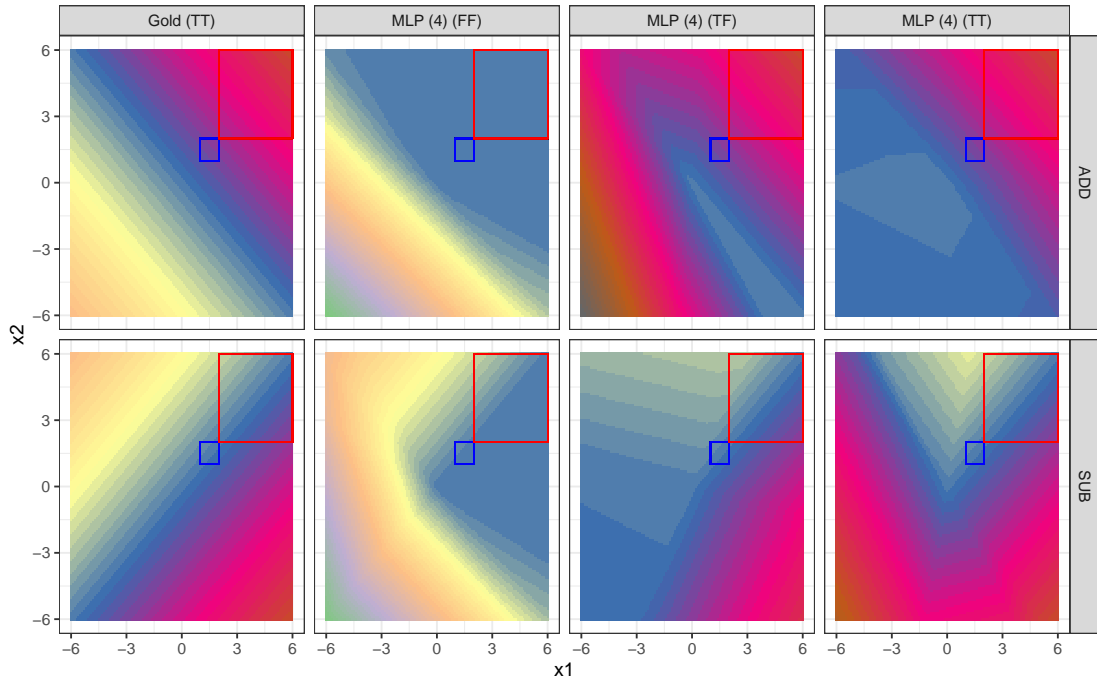 Gold (TT) MLP (4) (FF) MLP (4) (TF) MLP (4) (TT)
6
3
0
−3
−6
ADD
x2
6
3
0
−3
−6
SUB
−6 −3 0 3 6 −6 −3 0 3 6 −6 −3 0 3 6 −6 −3 0 3 6
x1